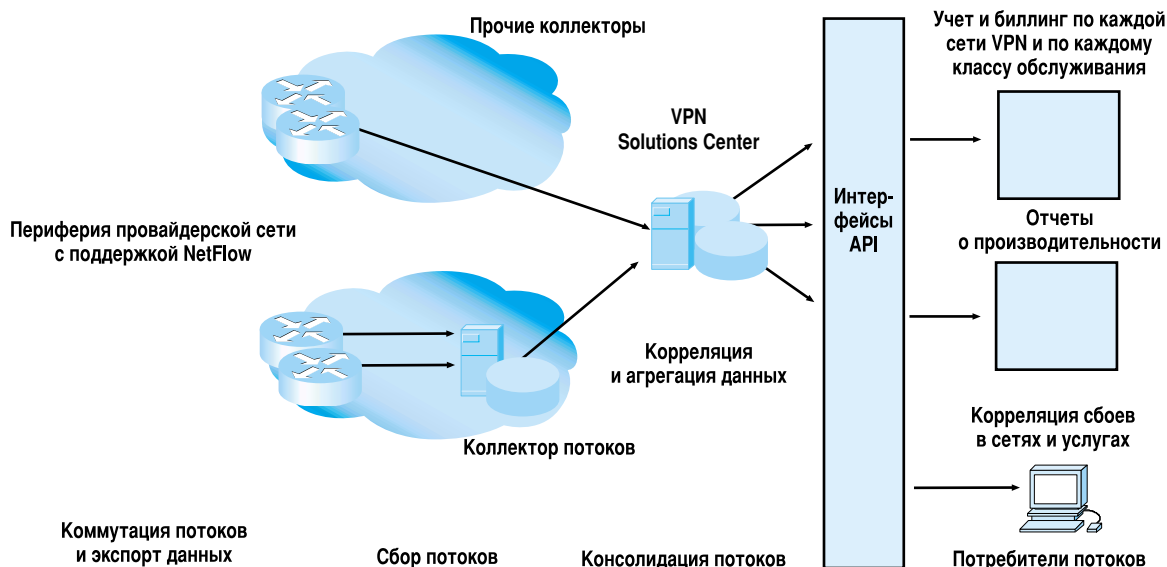 Прочие коллекторы
Учет и биллинг по каждой
сети VPN и по каждому
классу обслуживания
VPN
Solutions Center
Периферия провайдерской сети
с поддержкой NetFlow
Интер-
фейсы
API
Отчеты
о производительности
Корреляция
и агрегация данных
Коллектор потоков
Корреляция сбоев
в сетях и услугах
Коммутация потоков
и экспорт данных
Сбор потоков
Консолидация потоков
Потребители потоков